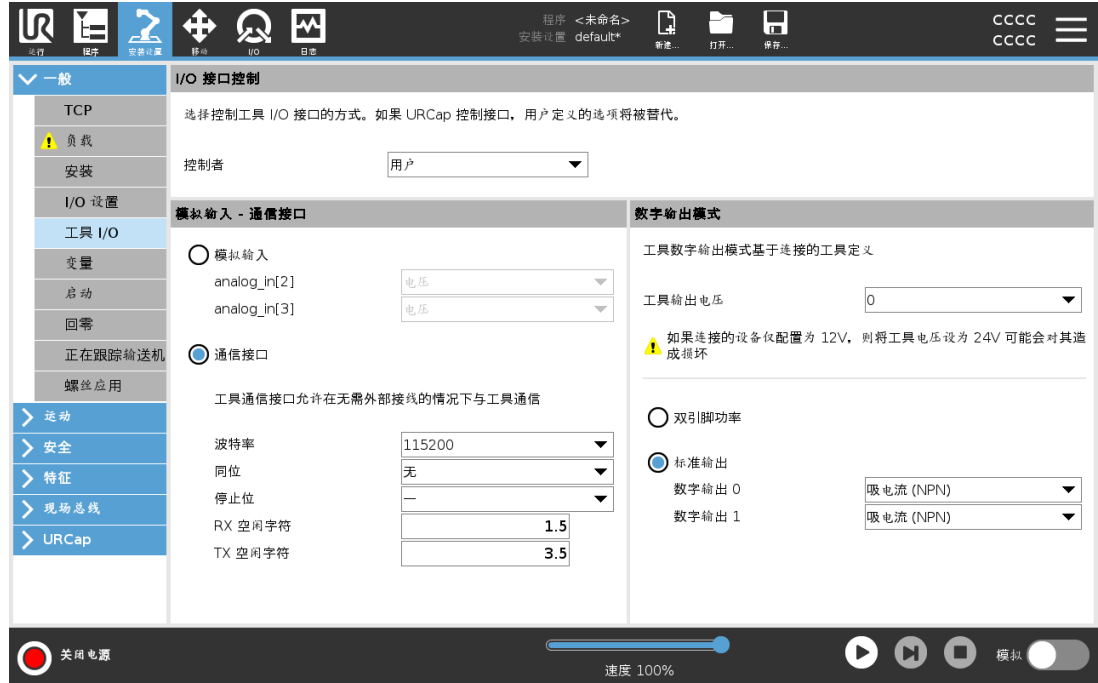 程序 <未命名>
安装设置 default*
CCCC
CCCC
运行 程序 安装设置 移动 I/O 日志 新建... 打开... 保存...
一般
TCP
负载
安装
I/O 设置
工具 I/O
变量
启动
回零
正在跟踪输送机
螺丝应用
运动
安全
特征
现场总线
URCap
I/O 接口控制
选择控制工具 I/O 接口的方式。如果 URCap 控制接口，用户定义的选项将被替代。
控制者 用户
模拟输入 - 通信接口
模拟输入
analog_in[2] 电压
analog_in[3] 电压
通信接口
工具通信接口允许在无需外部接线的情况下与工具通信
波特率 115200
同位 无
停止位 一
RX 空闲字符 1.5
TX 空闲字符 3.5
数字输出模式
工具数字输出模式基于连接的工具定义
工具输出电压 0
如果连接的设备仅配置为 12V，则将工具电压设为 24V 可能会对其造
成损坏
双引脚功率
标准输出
数字输出 0 吸电流 (NPN)
数字输出 1 吸电流 (NPN)
关闭电源
速度 100%
模拟